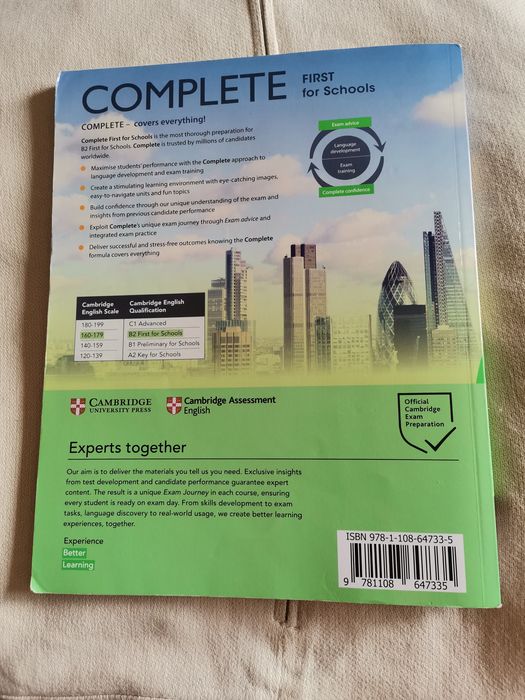 COMPLETE FIRST
for Schools
COMPLETE – covers everything!
Complete First for Schools is the most thorough preparation for
B2 First for Schools. Complete is trusted by millions of candidates
worldwide.
Maximise students' performance with the Complete approach to
language development and exam training
Create a stimulating learning environment with eye-catching images,
easy-to-navigate units and fun topics
Build confidence through our unique understanding of the exam and
insights from previous candidate performance
Exploit Complete's unique exam journey through Exam advice and
integrated exam practice
Deliver successful and stress-free outcomes knowing the Complete
formula covers everything
Exam advice
Language
development
Exam
training
Complete confidence
Cambridge English Scale Cambridge English Qualification
180-199 C1 Advanced
160-179 B2 First for Schools
140-159 B1 Preliminary for Schools
120-139 A2 Key for Schools
CAMBRIDGE
UNIVERSITY PRESS
Cambridge Assessment
English
Official
Cambridge
Exam
Preparation
Experts together
Our aim is to deliver the materials you tell us you need. Exclusive insights
from test development and candidate performance guarantee expert
content. The result is a unique Exam Journey in each course, ensuring
every student is ready on exam day. From skills development to exam
tasks, language discovery to real-world usage, we create better learning
experiences, together.
Experience
Better
Learning
ISBN 978-1-108-64733-5
9 781108 647335